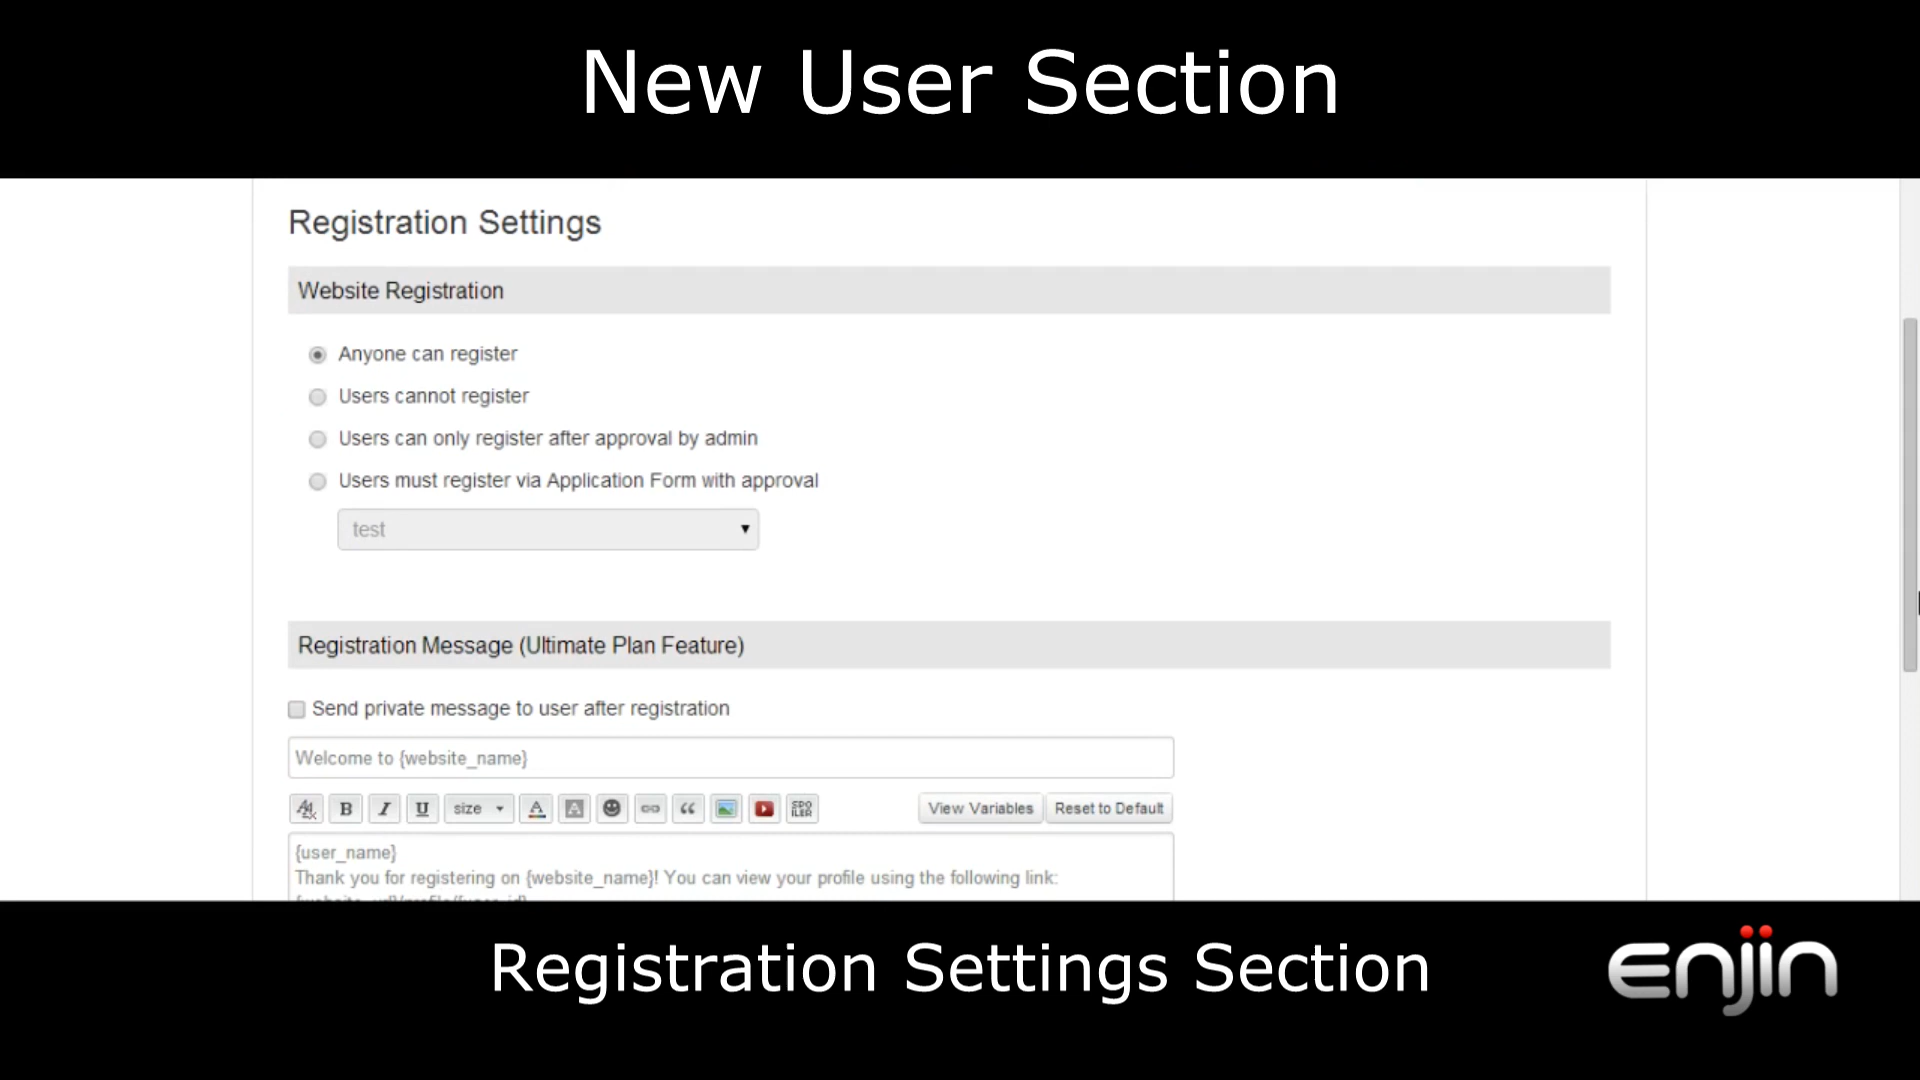 New User Section
Registration Settings
Website Registration
Anyone can register
Users cannot register
Users can only register after approval by admin
Users must register via Application Form with approval
test
Registration Message (Ultimate Plan Feature)
Send private message to user after registration
Welcome to {website_name}
B I U size A A SPO ILER View Variables Reset to Default
{user_name}
Thank you for registering on {website_name}! You can view your profile using the following link:
Registration Settings Section
enjin